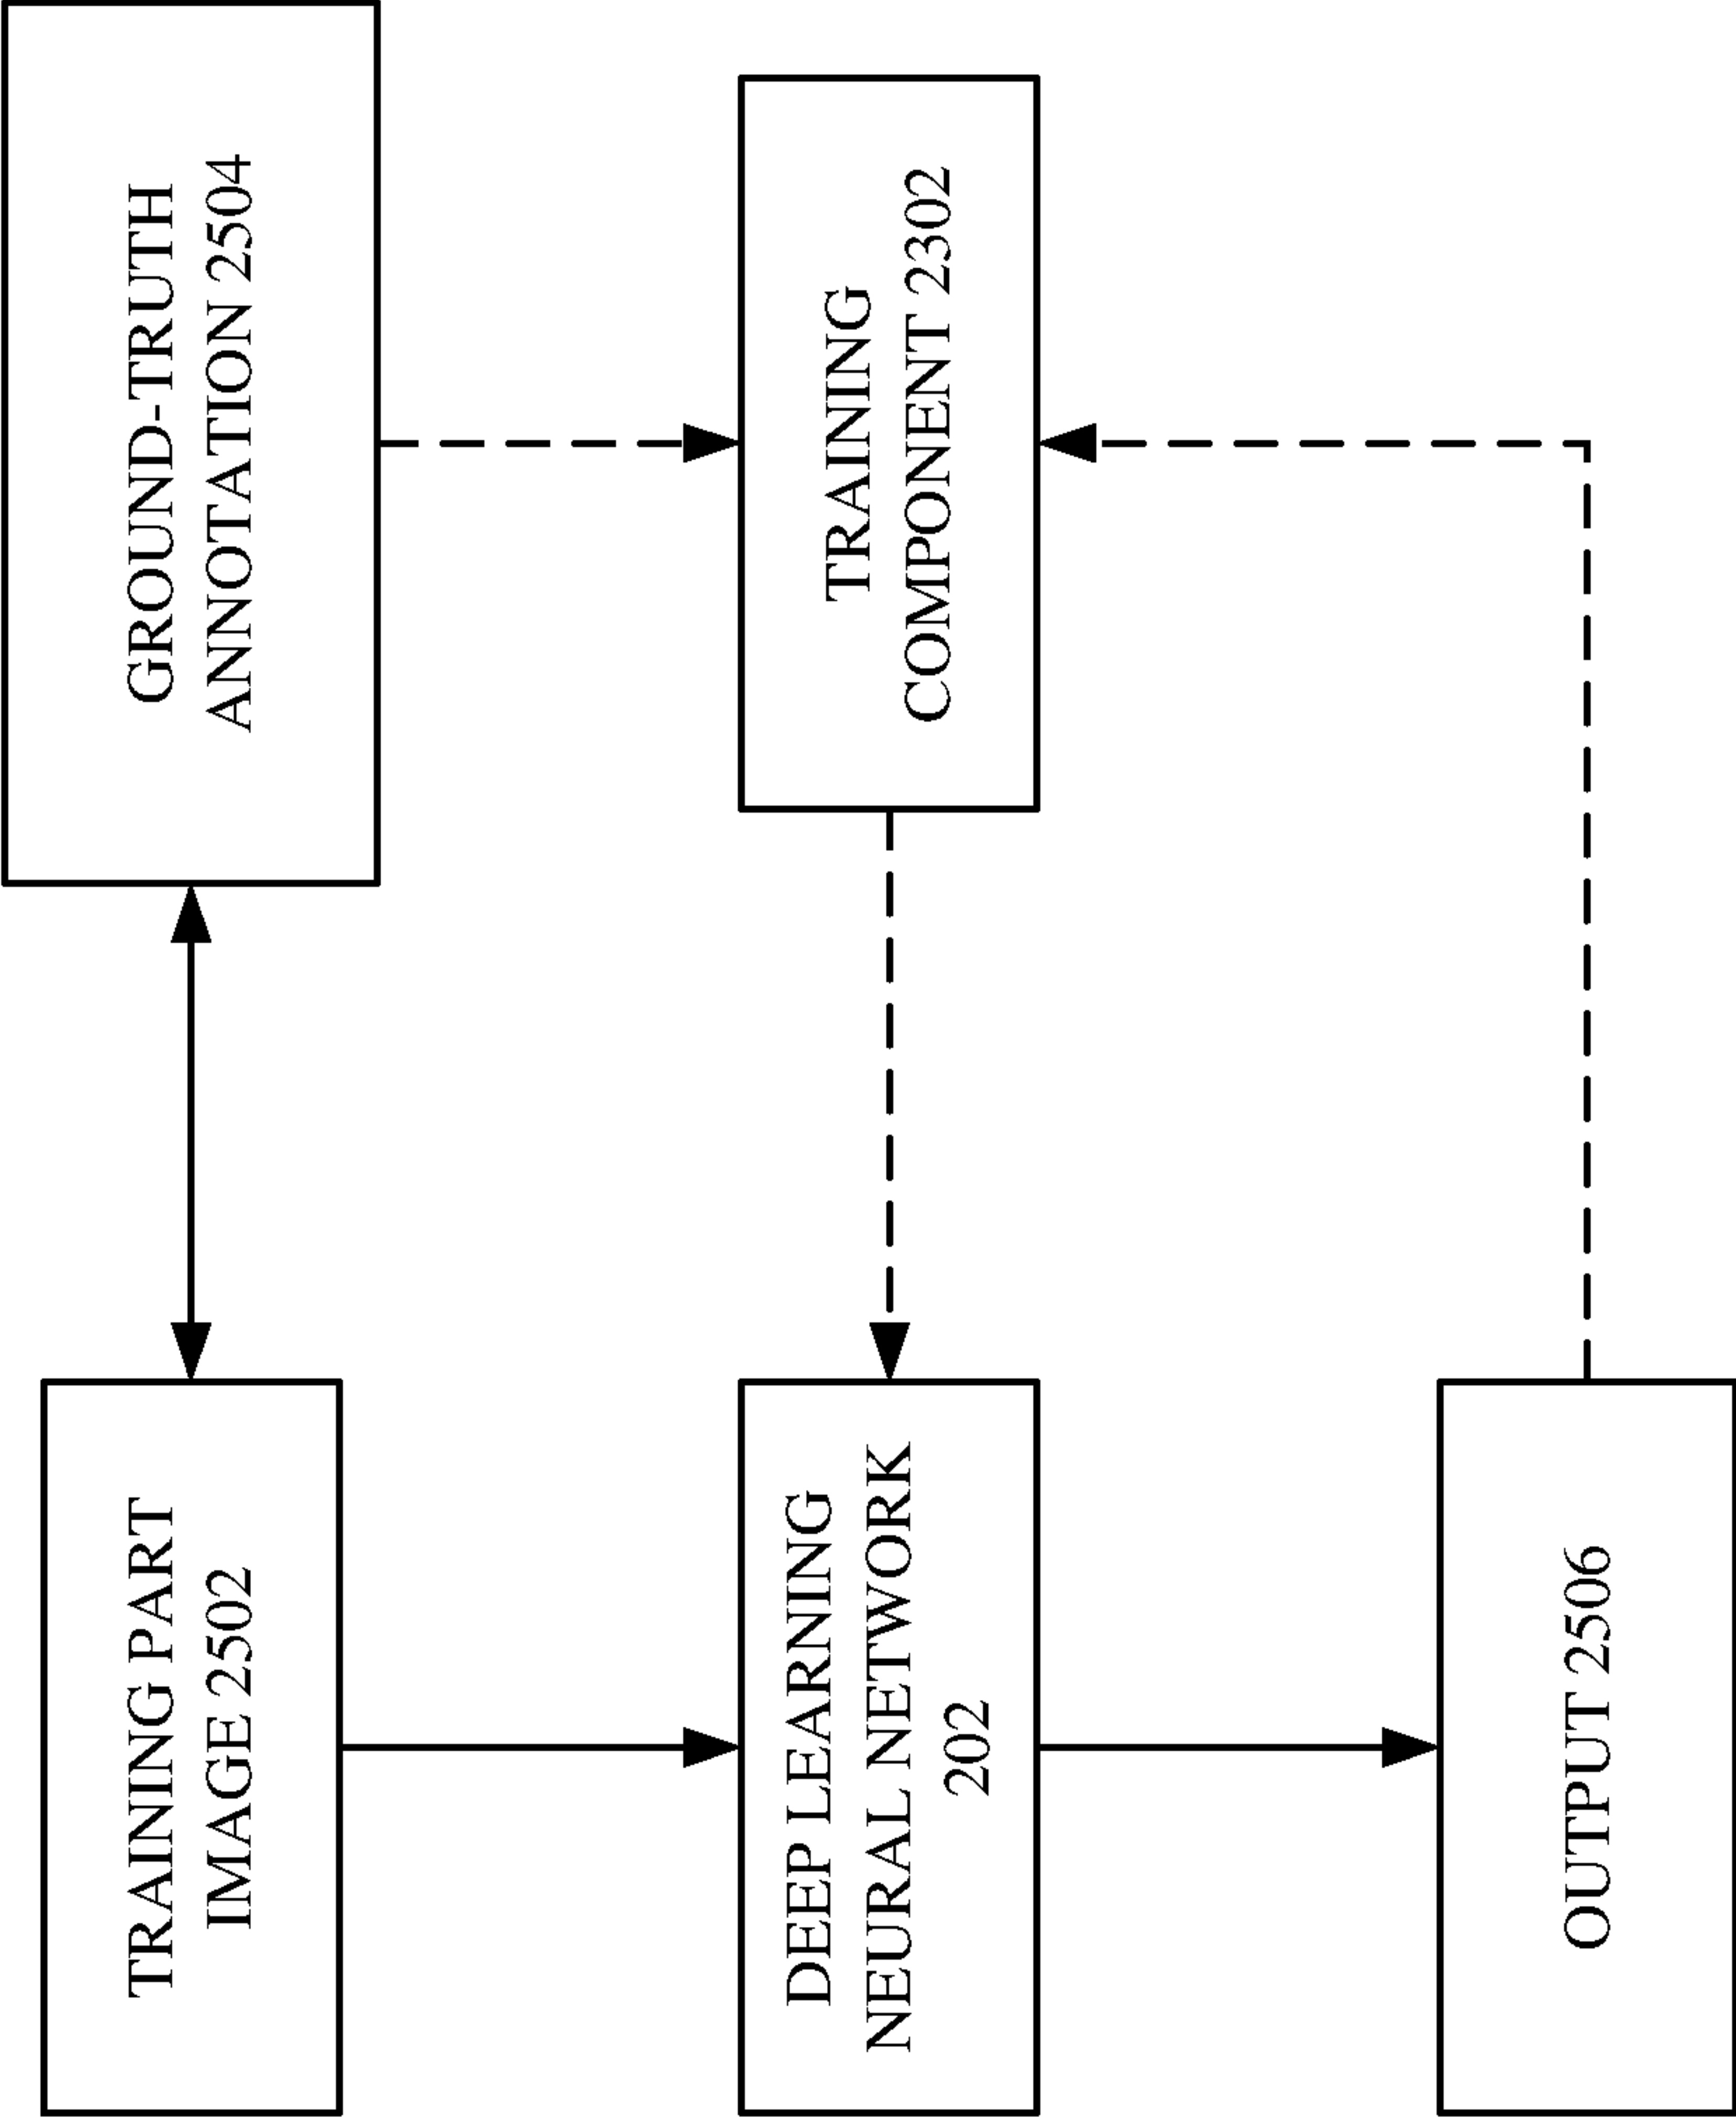 TRAINING PART
IMAGE 2502
GROUND-TRUTH
ANNOTATION 2504
DEEP LEARNING
NEURAL NETWORK
202
TRAINING
COMPONENT 2302
OUTPUT 2506